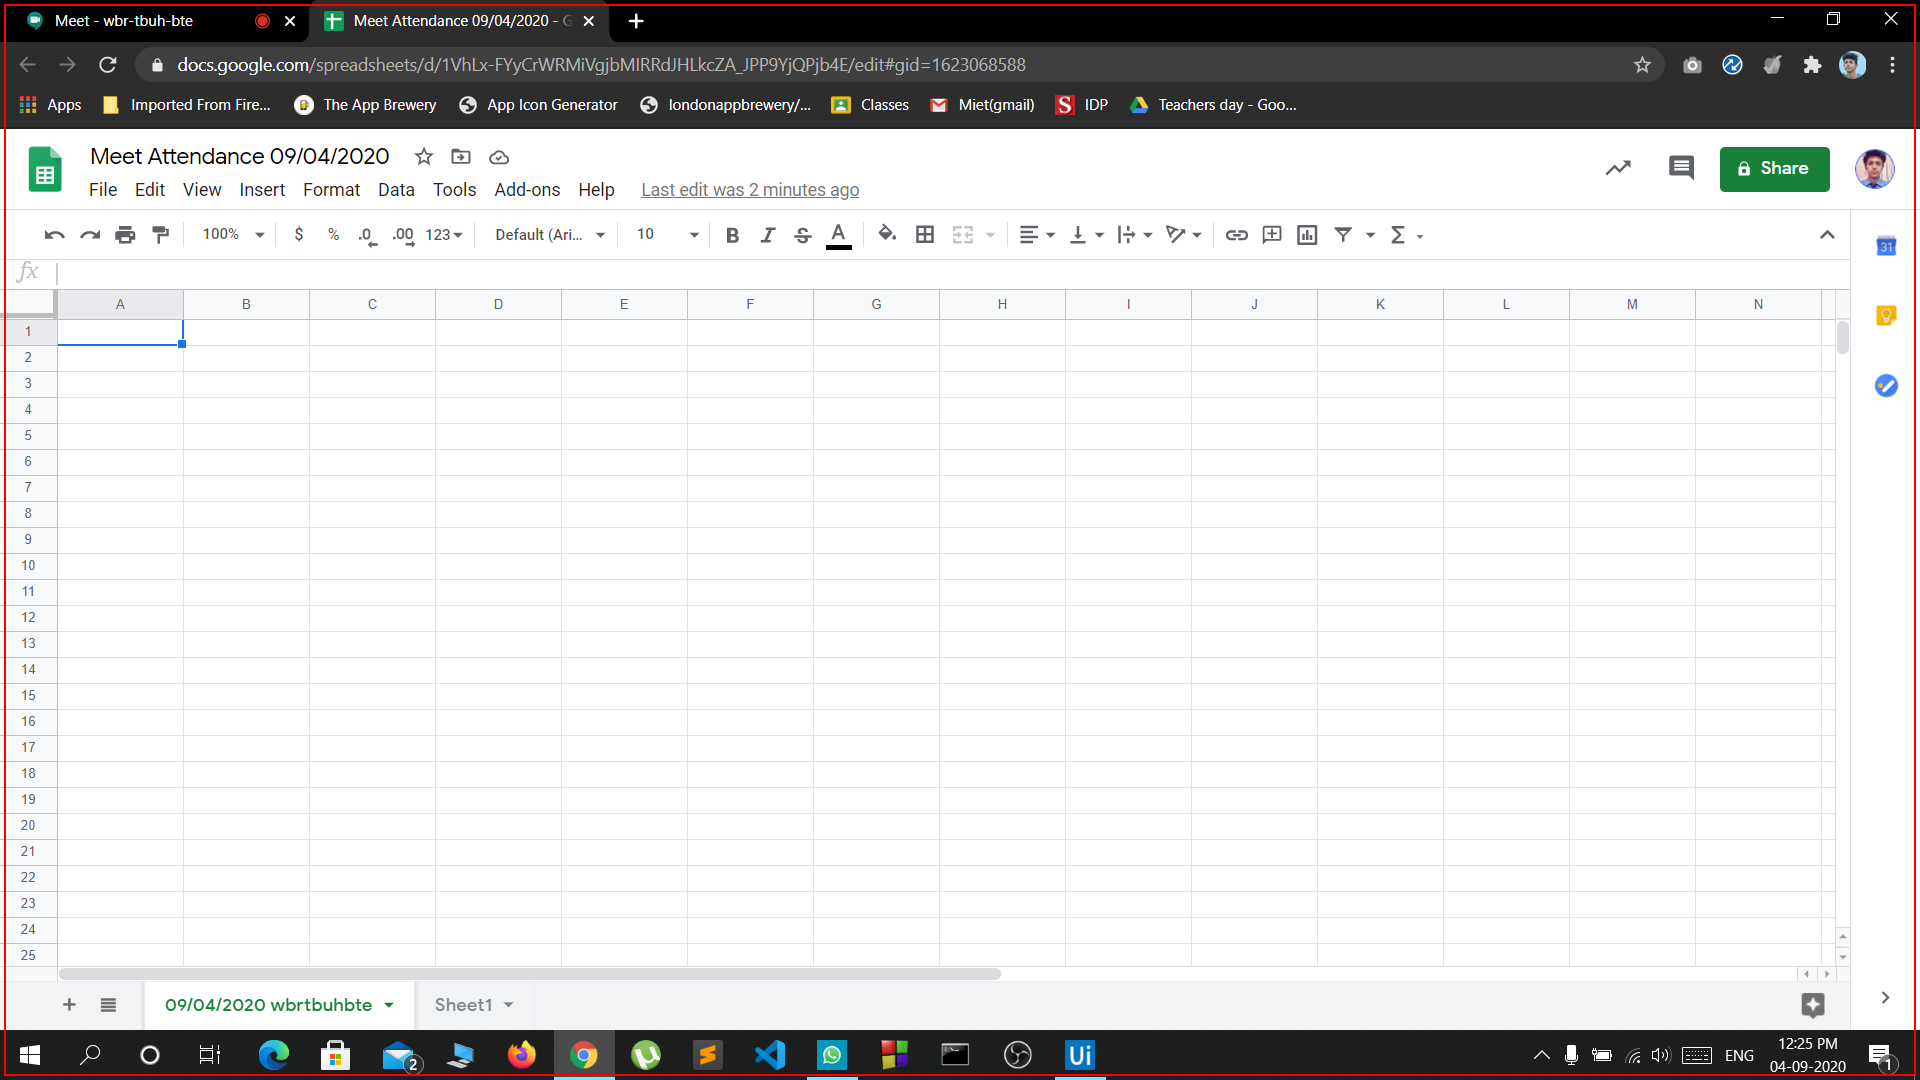 Meet - wbr-tbuh-bte
Meet Attendance 09/04/2020 - G
docs.google.com/spreadsheets/d/1VhLx-FYyCrWRMiVgjbMIRRdJHLkcZA_JPP9YjQPjb4E/edit#gid=1623068588
Apps Imported From Fire... The App Brewery App Icon Generator londonappbrewery/... Classes Miet(gmail) S IDP Teachers day - Goo...
Meet Attendance 09/04/2020
Share
File Edit View Insert Format Data Tools Add-ons Help Last edit was 2 minutes ago
100% $ % .0 .00 123 Default (Ari... 10 B I S A Σ
31
fx
A B C D E F G H I J K L M N
1
2
3
4
5
6
7
8
9
10
11
12
13
14
15
16
17
18
19
20
21
22
23
24
25
09/04/2020 wbrtbuhbte Sheet1
2 Ui ENG 12:25 PM
04-09-2020 1